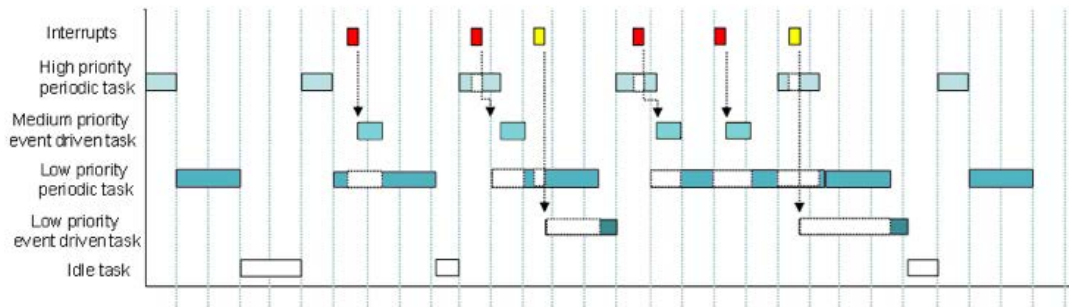 Interrupts
High priority
periodic task
Medium priority
event driven task
Low priority
periodic task
Low priority
event driven task
Idle task